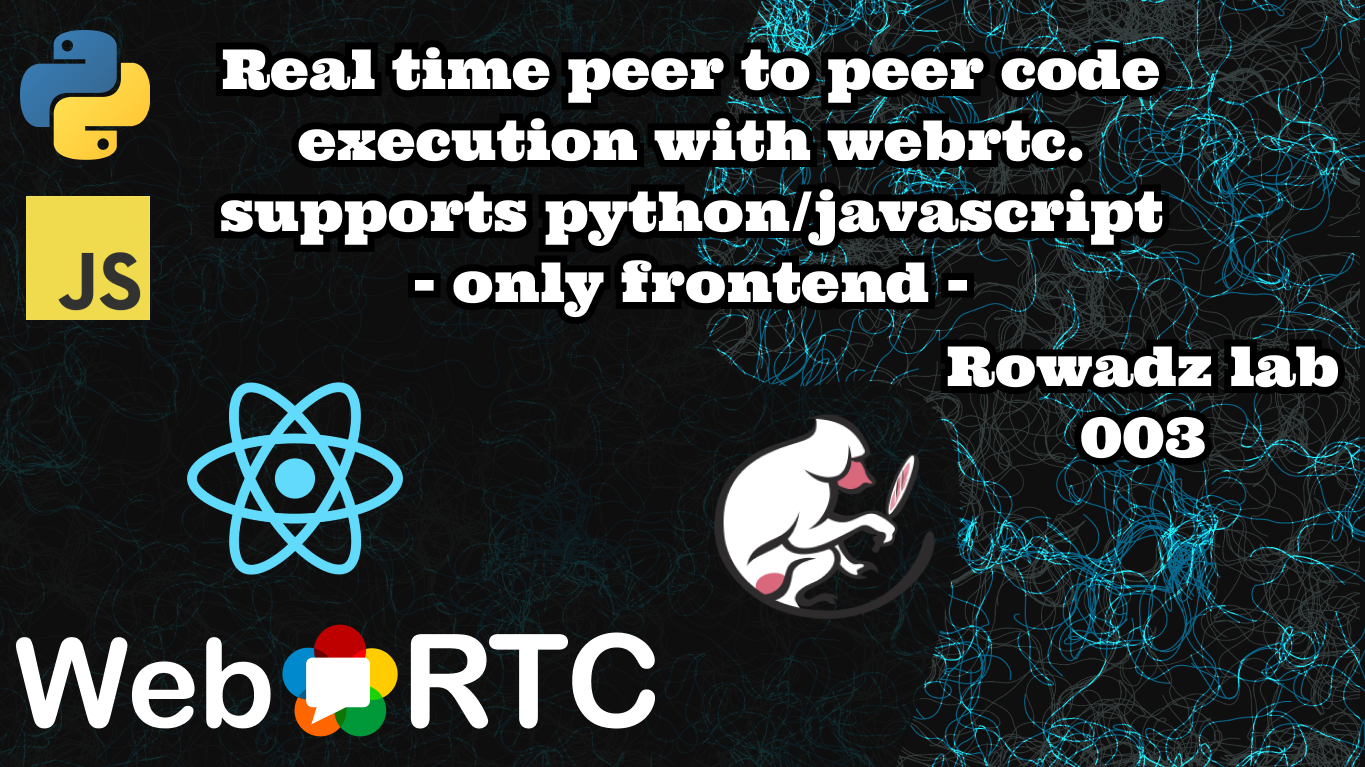 Real time peer to peer code
execution with webrtc.
supports python/javascript
- only frontend -
JS
Rowadz lab
003
WebRTC